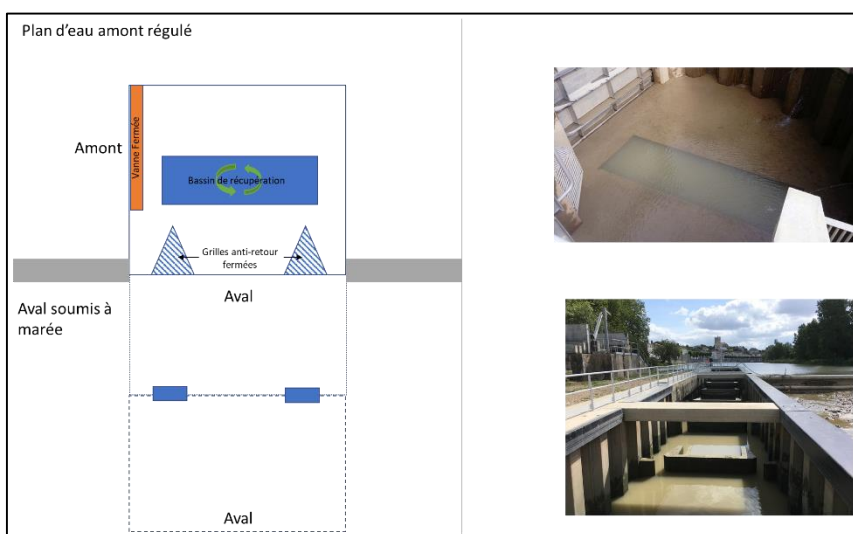 Plan d'eau amont régulé
Amont
Vanne Fermée
Bassin de récupération
Grilles anti-retour
fermées
Aval
Aval soumis à
marée
Aval